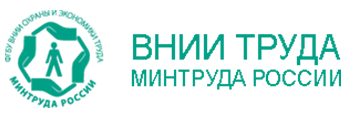 ФГБУ ВНИИ ОХРАНЫ И ЭКОНОМИКИ ТРУДА
МИНТРУДА РОССИИ
ВНИИ ТРУДА
МИНТРУДА РОССИИ